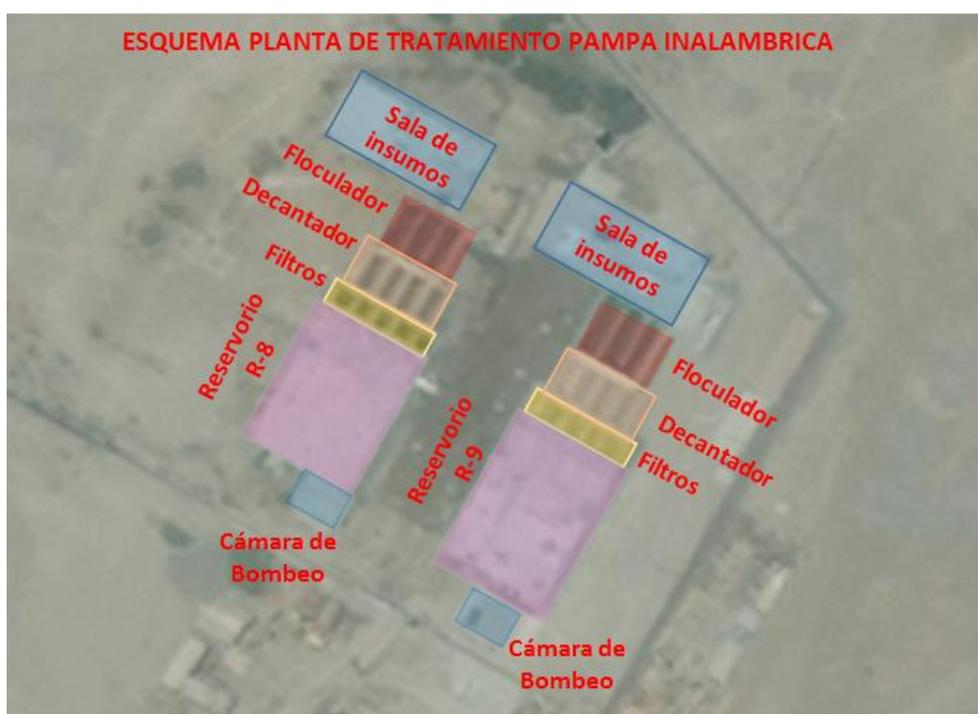 ESQUEMA PLANTA DE TRATAMIENTO PAMPA INALAMBRICA
Sala de
insumos
Floculador
Decantador
Filtros
Reservorio
R-8
Cámara de
Bombeo
Sala de
insumos
Floculador
Decantador
Filtros
Reservorio
R-9
Cámara de
Bombeo